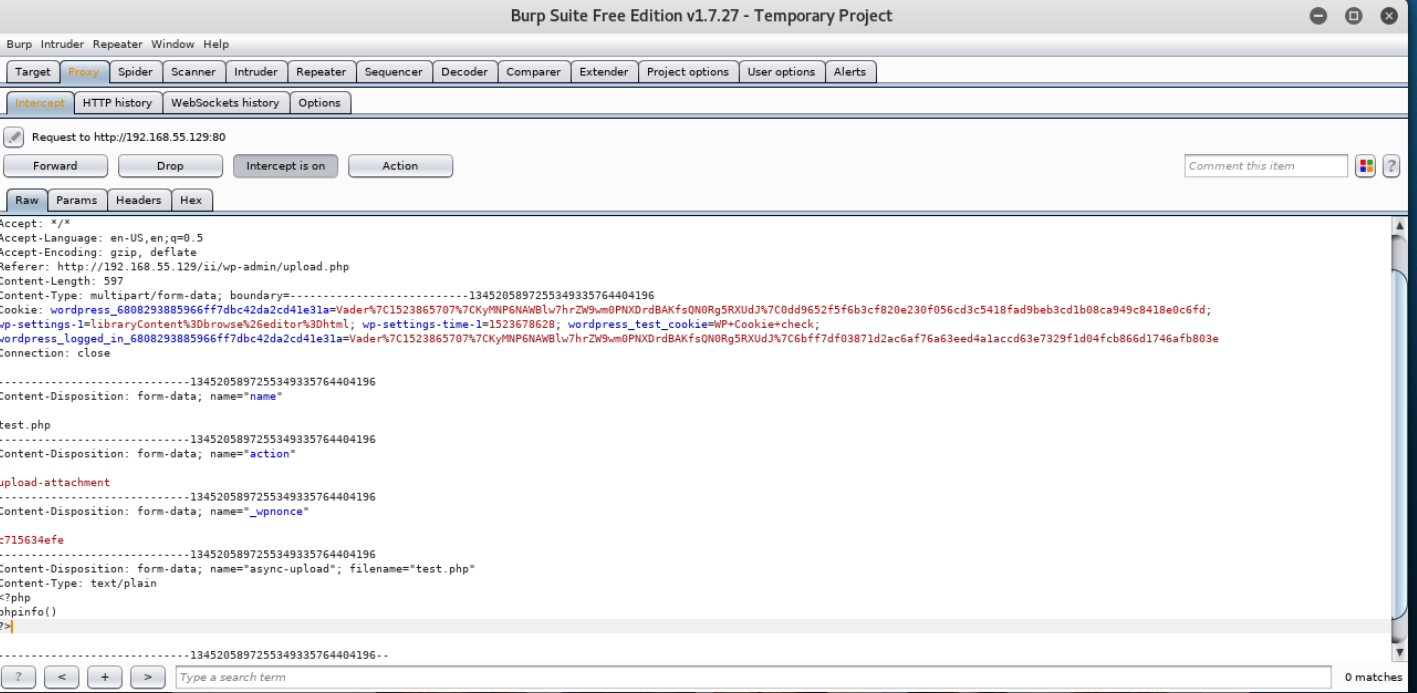 Burp Suite Free Edition v1.7.27 - Temporary Project
Burp Intruder Repeater Window Help
Target Proxy Spider Scanner Intruder Repeater Sequencer Decoder Comparer Extender Project options User options Alerts
Intercept HTTP history WebSockets history Options
Request to http://192.168.55.129:80
Forward Drop Intercept is on Action Comment this item ?
Raw Params Headers Hex
Accept: */*
Accept-Language: en-US,en;q=0.5
Accept-Encoding: gzip, deflate
Referer: http://192.168.55.129/ii/wp-admin/upload.php
Content-Length: 597
Content-Type: multipart/form-data; boundary=---------------------------1345205897255349335764404196
Cookie: wordpress_6808293885966ff7dbc42da2cd41e31a=Vader%7C1523865707%7CKyMNP6NAWBlw7hrZW9wm0PNXDrdBAKfsQN0Rg5RXUdJ%7C0dd9652f5f6b3cf820e230f056cd3c5418fad9beb3cd1b08ca949c8418e0c6fd;
wp-settings-1=libraryContent%3Dbrowse%26editor%3Dhtml; wp-settings-time-1=1523678628; wordpress_test_cookie=WP+Cookie+check;
wordpress_logged_in_6808293885966ff7dbc42da2cd41e31a=Vader%7C1523865707%7CKyMNP6NAWBlw7hrZW9wm0PNXDrdBAKfsQN0Rg5RXUdJ%7C6bff7df03871d2ac6af76a63eed4a1accd63e7329f1d04fcb866d1746afb803e
Connection: close
-----------------------------1345205897255349335764404196
Content-Disposition: form-data; name="name"
test.php
-----------------------------1345205897255349335764404196
Content-Disposition: form-data; name="action"
upload-attachment
-----------------------------1345205897255349335764404196
Content-Disposition: form-data; name="_wpnonce"
c715634efe
-----------------------------1345205897255349335764404196
Content-Disposition: form-data; name="async-upload"; filename="test.php"
Content-Type: text/plain
<?php
phpinfo()
?>
-----------------------------1345205897255349335764404196--
? < + > Type a search term 0 matches